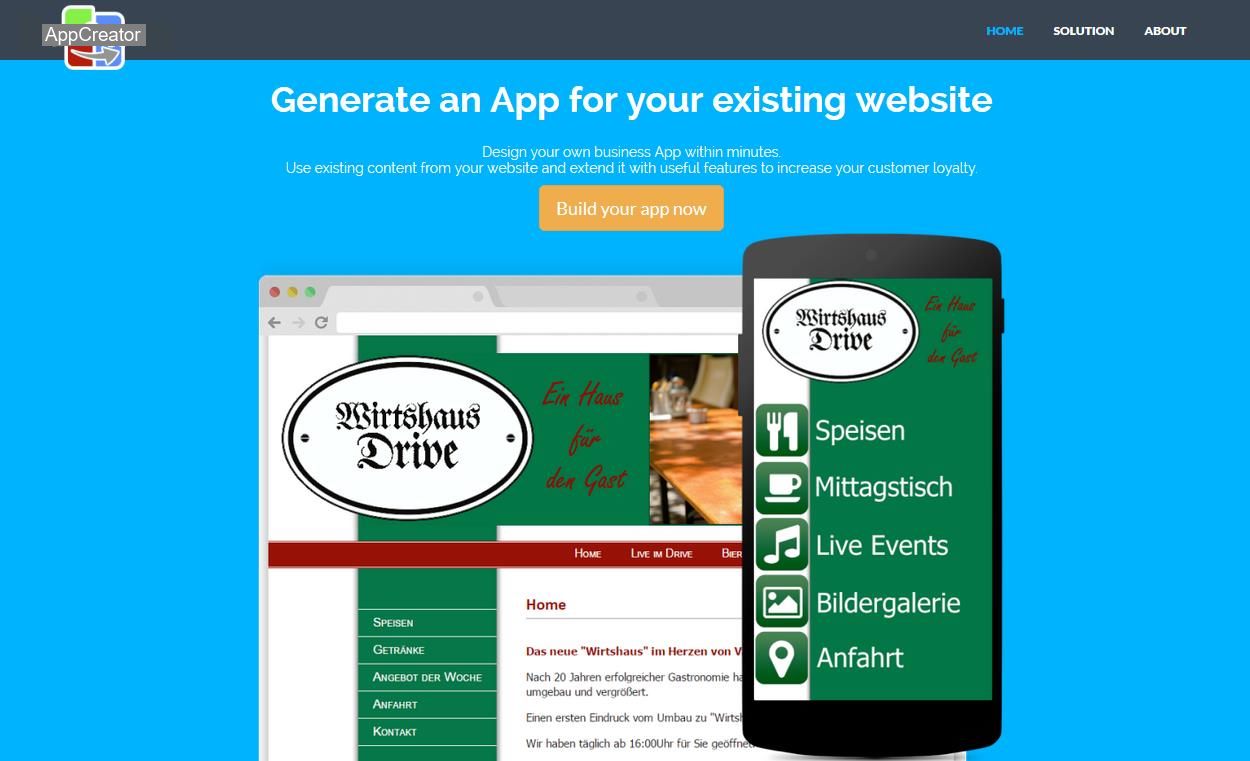 AppCreator
HOME
SOLUTION
ABOUT
Generate an App for your existing website
Design your own business App within minutes.
Use existing content from your website and extend it with useful features to increase your customer loyalty.
Build your app now
Wirtshaus
Drive
Ein Haus
für
den Gast
Home
Live im Drive
Speisen
Getränke
Angebot der Woche
Anfahrt
Kontakt
Home
Das neue "Wirtshaus" im Herzen von
Nach 20 Jahren erfolgreicher Gastronomie
umgebau und vergrößert.
Einen ersten Eindruck vom Umbau zu
Wir haben täglich ab 16:00Uhr für Sie geöffnet
Wirtshaus
Drive
Ein Haus
für
den Gast
Speisen
Mittagstisch
Live Events
Bildergalerie
Anfahrt